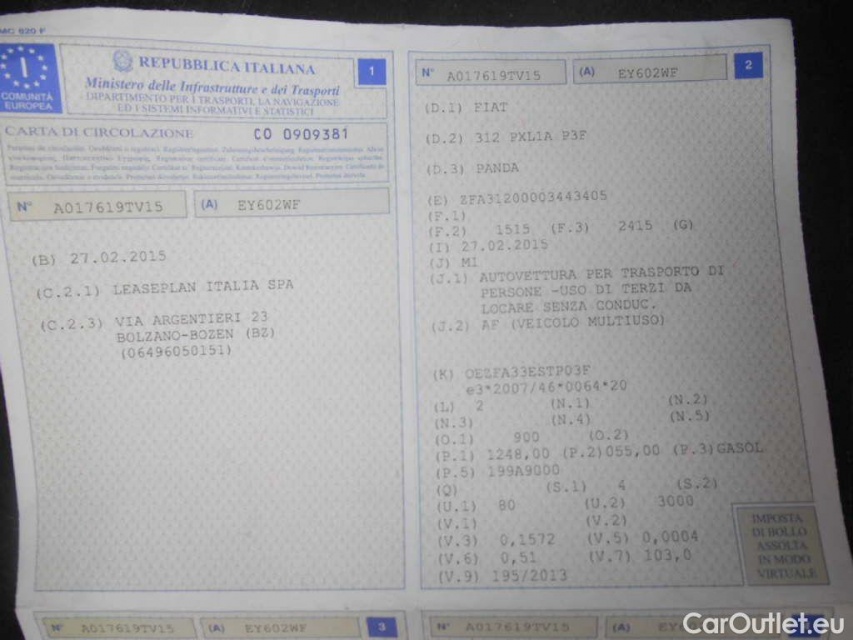 MC 820 F
COMUNITÀ
EUROPEA
REPUBBLICA ITALIANA
Ministero delle Infrastrutture e dei Trasporti
DIPARTIMENTO PER I TRASPORTI, LA NAVIGAZIONE
ED I SISTEMI INFORMATIVI E STATISTICI
1
CARTA DI CIRCOLAZIONE CO 0909381
N° A017619TV15 (A) EY602WF
(B) 27.02.2015
(C.2.1) LEASEPLAN ITALIA SPA
(C.2.3) VIA ARGENTIERI 23
BOLZANO-BOZEN (BZ)
(06496050151)
N° A017619TV15 (A) EY602WF 2
(D.1) FIAT
(D.2) 312 PXL1A P3F
(D.3) PANDA
(E) ZFA31200003443405
(F.1)
(F.2) 1515 (F.3) 2415 (G)
(I) 27.02.2015
(J) M1
(J.1) AUTOVETTURA PER TRASPORTO DI
PERSONE -USO DI TERZI DA
LOCARE SENZA CONDUC.
(J.2) AF (VEICOLO MULTIUSO)
(K) OEZFA33ESTP03F
e3*2007/46*0064*20
(L) 2 (N.1) (N.2)
(N.3) (N.4) (N.5)
(O.1) 900 (O.2)
(P.1) 1248,00 (P.2)055,00 (P.3)GASOL
(P.5) 199A9000
(Q) (S.1) 4 (S.2)
(U.1) 80 (U.2) 3000
(V.1) (V.2)
(V.3) 0,1572 (V.5) 0,0004
(V.6) 0,51 (V.7) 103,0
(V.9) 195/2013
IMPOSTA
DI BOLLO
ASSOLTA
IN MODO
VIRTUALE
N° A017619TV15 (A) EY602WF 3
N° A017619TV15 (A)
CarOutlet.eu